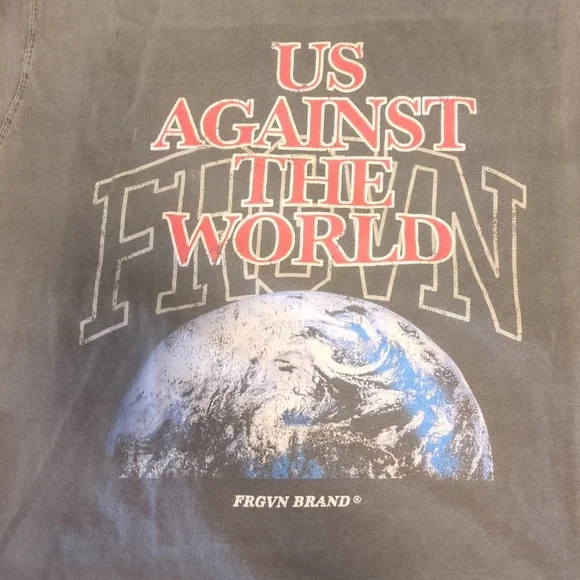 US
AGAINST
THE
WORLD
FRGVN
FRGVN BRAND®